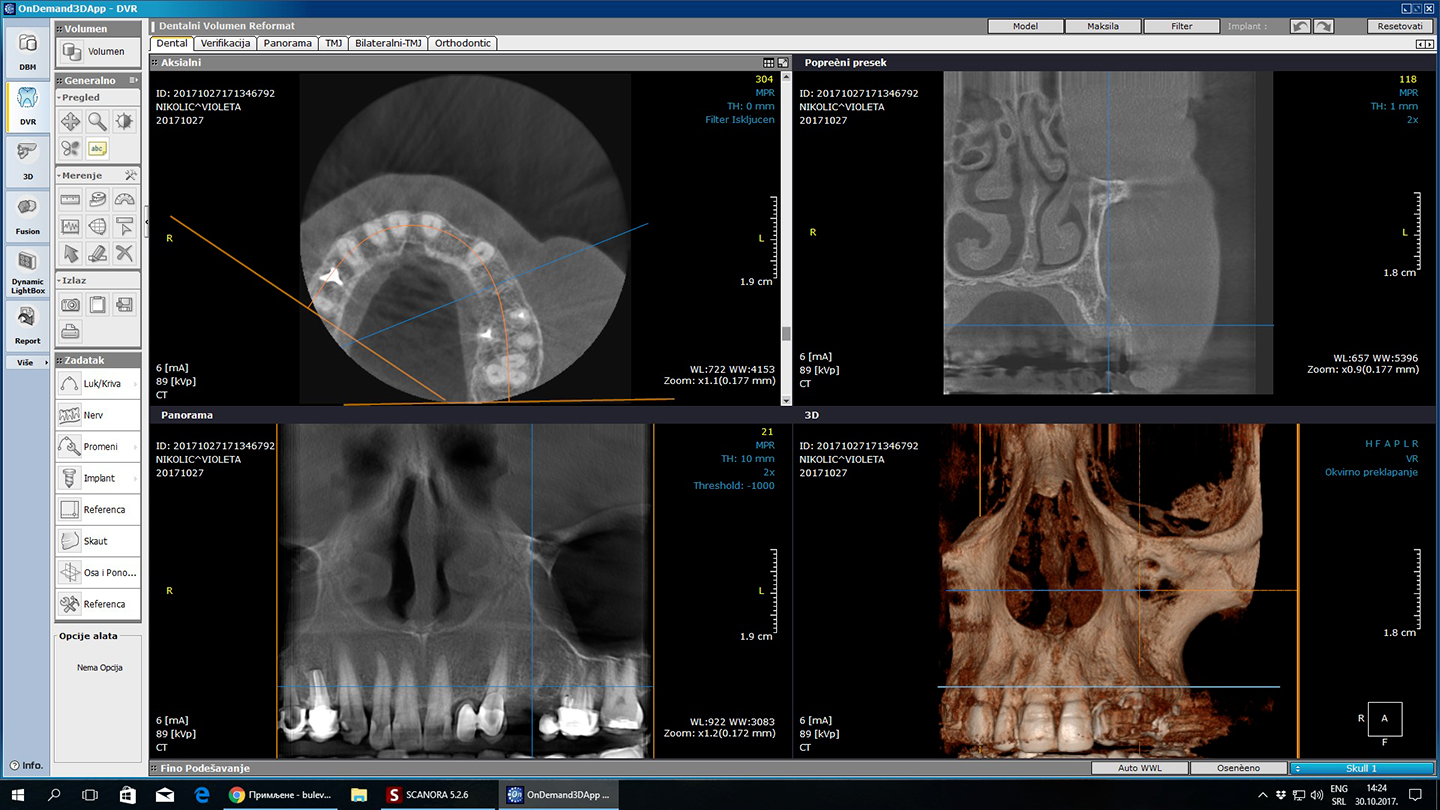 OnDemand3DApp - DVR
DBM
DVR
3D
Fusion
Dynamic
LightBox
Report
Više
Info.
Volumen
Volumen
Generalno
Pregled
abc
Merenje
Izlaz
Zadatak
Luk/Kriva
Nerv
Promeni
Implant
Referenca
Skaut
Osa i Pono...
Referenca
Opcije alata
Nema Opcija
Dentalni Volumen Reformat
Model
Maksila
Filter
Implant :
Resetovati
Dental
Verifikacija
Panorama
TMJ
Bilateralni-TMJ
Orthodontic
Aksialni
ID: 20171027171346792
NIKOLIC^VIOLETA
20171027
304
MPR
TH: 0 mm
Filter Iskljucen
R
L
1.9 cm
6 [mA]
89 [kVp]
CT
WL:722 WW:4153
Zoom: x1.1(0.177 mm)
Popreèni presek
ID: 20171027171346792
NIKOLIC^VIOLETA
20171027
118
MPR
TH: 1 mm
2x
R
L
1.8 cm
6 [mA]
89 [kVp]
CT
WL:657 WW:5396
Zoom: x0.9(0.177 mm)
Panorama
ID: 20171027171346792
NIKOLIC^VIOLETA
20171027
21
MPR
TH: 10 mm
2x
Threshold: -1000
R
L
1.9 cm
6 [mA]
89 [kVp]
CT
WL:922 WW:3083
Zoom: x1.2(0.172 mm)
3D
ID: 20171027171346792
NIKOLIC^VIOLETA
20171027
H F A P L R
VR
Okvirno preklapanje
1.8 cm
6 [mA]
89 [kVp]
CT
R
A
F
Fino Podešavanje
Auto WWL
Osenèeno
Skull 1
Примљене - bulev...
SCANORA 5.2.6
OnDemand3DApp ...
ENG
SRL
14:24
30.10.2017.